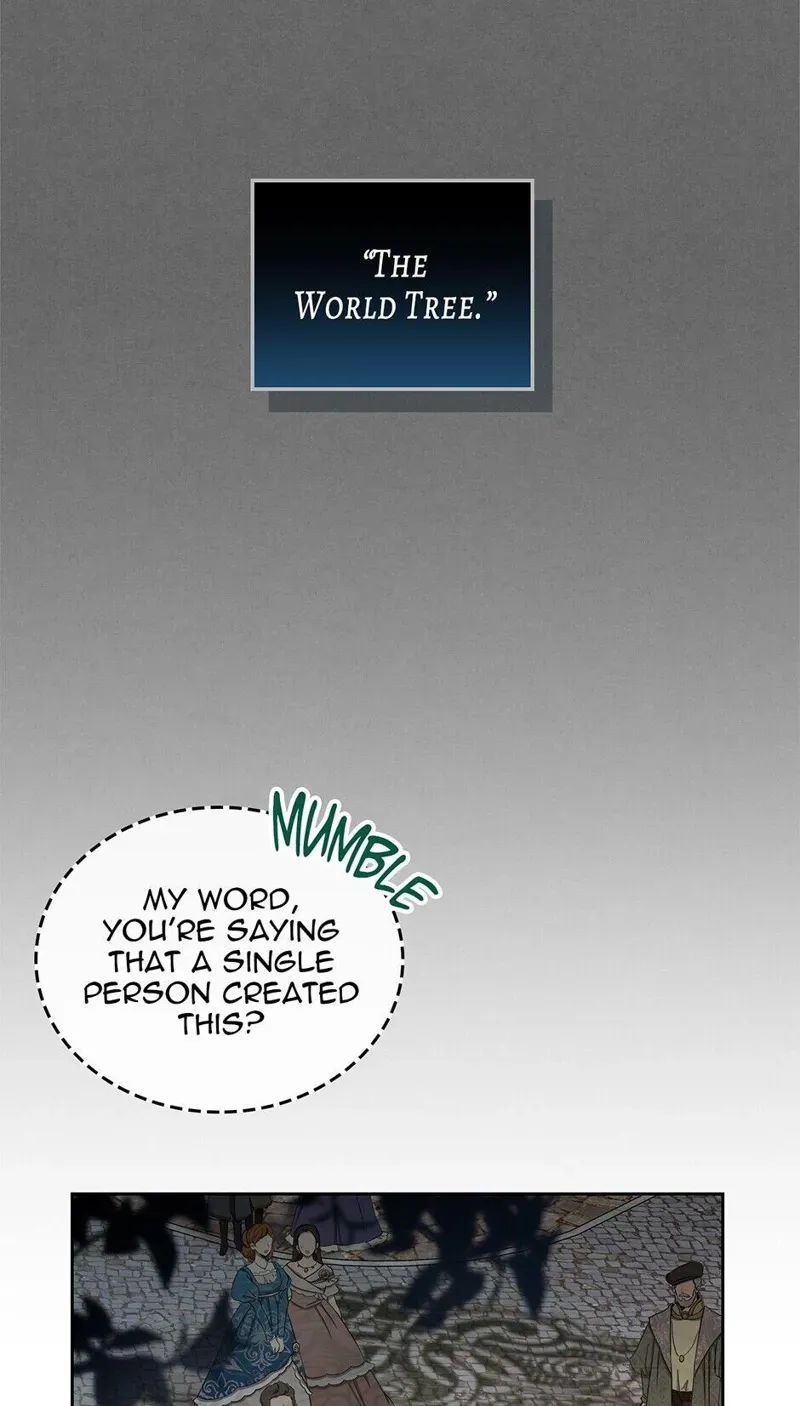 “THE
WORLD TREE.”
MUMBLE
MY WORD,
YOU'RE SAYING
THAT A SINGLE
PERSON CREATED
THIS?